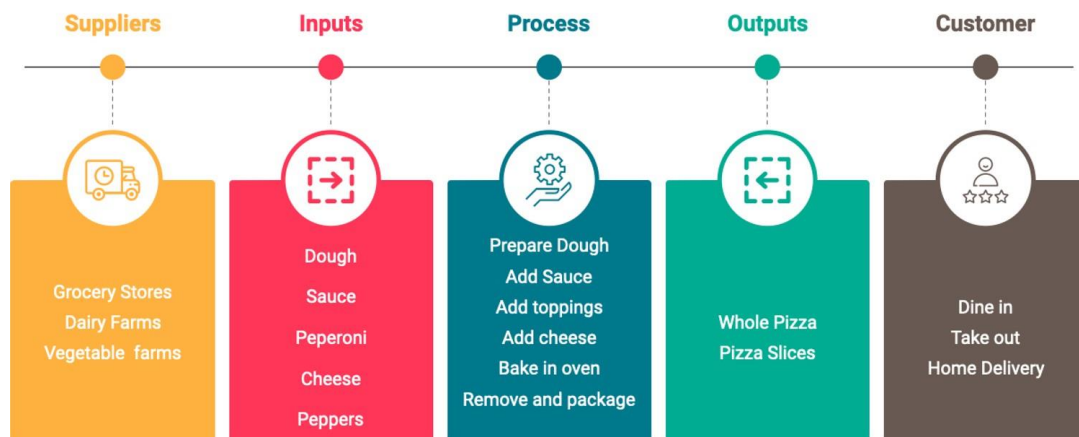 Suppliers
Inputs
Process
Outputs
Customer
Grocery Stores
Dairy Farms
Vegetable farms
Dough
Sauce
Peperoni
Cheese
Peppers
Prepare Dough
Add Sauce
Add toppings
Add cheese
Bake in oven
Remove and package
Whole Pizza
Pizza Slices
Dine in
Take out
Home Delivery